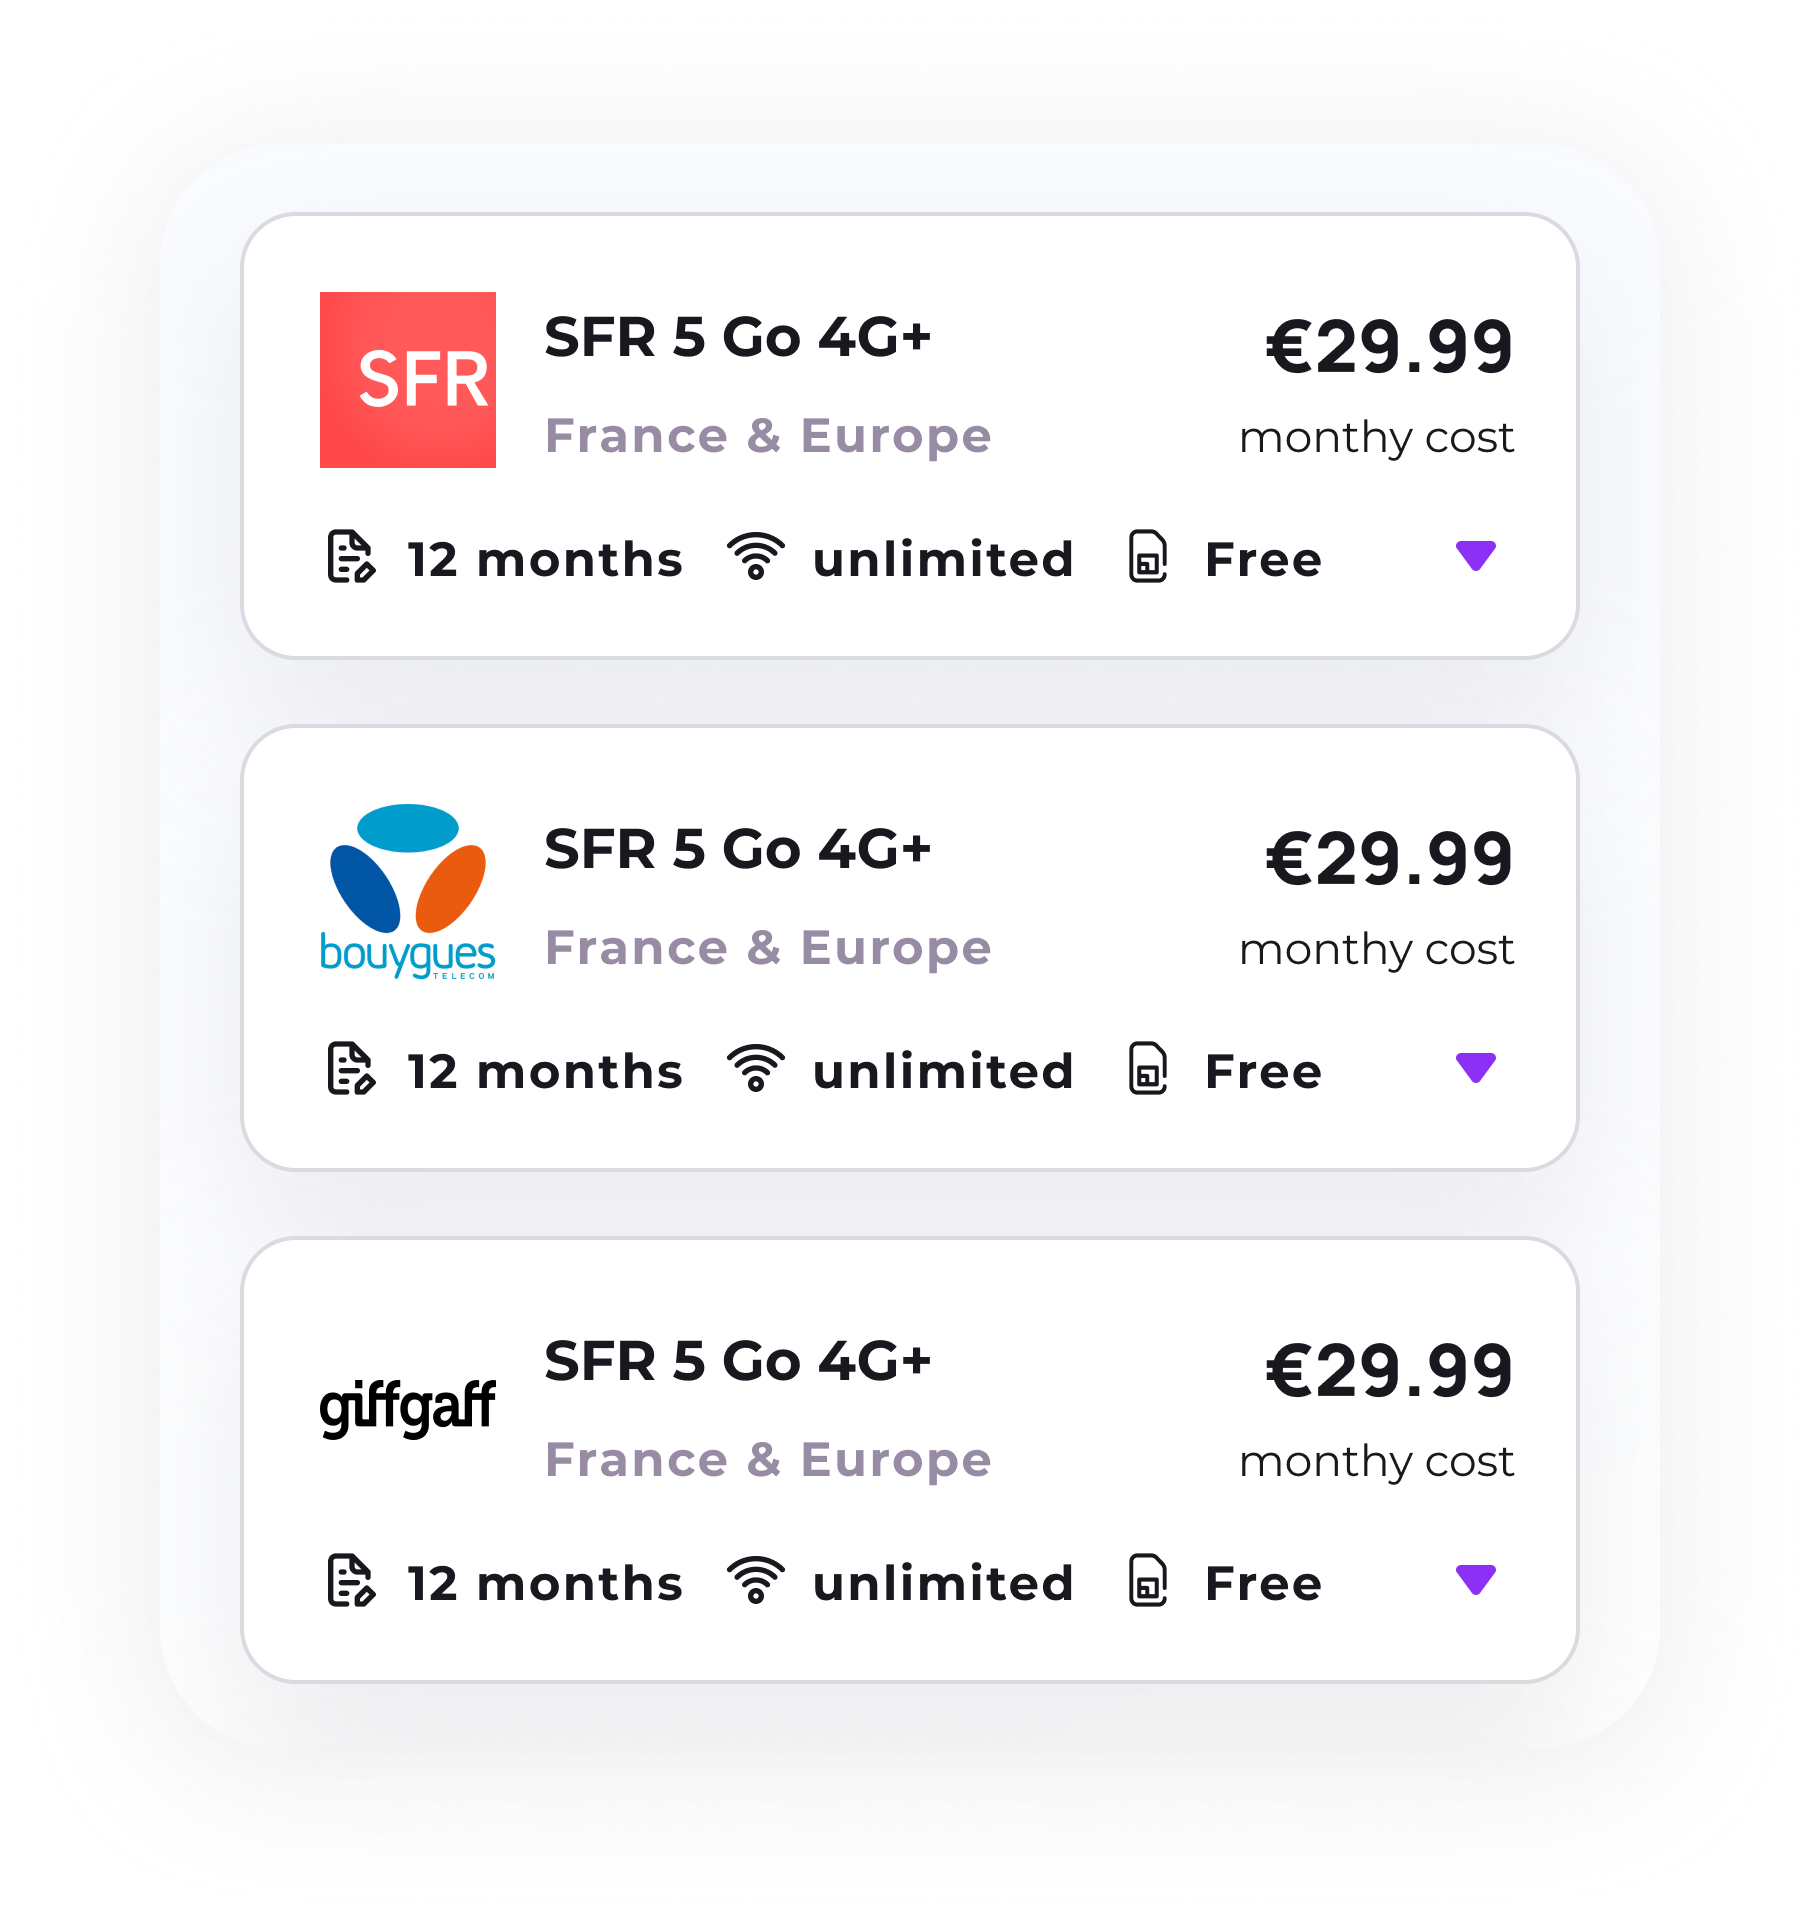 SFR
SFR 5 Go 4G+
€29.99
France & Europe
monthy cost
12 months
unlimited
Free
bouygues
TELECOM
SFR 5 Go 4G+
€29.99
France & Europe
monthy cost
12 months
unlimited
Free
giffgaff
SFR 5 Go 4G+
€29.99
France & Europe
monthy cost
12 months
unlimited
Free